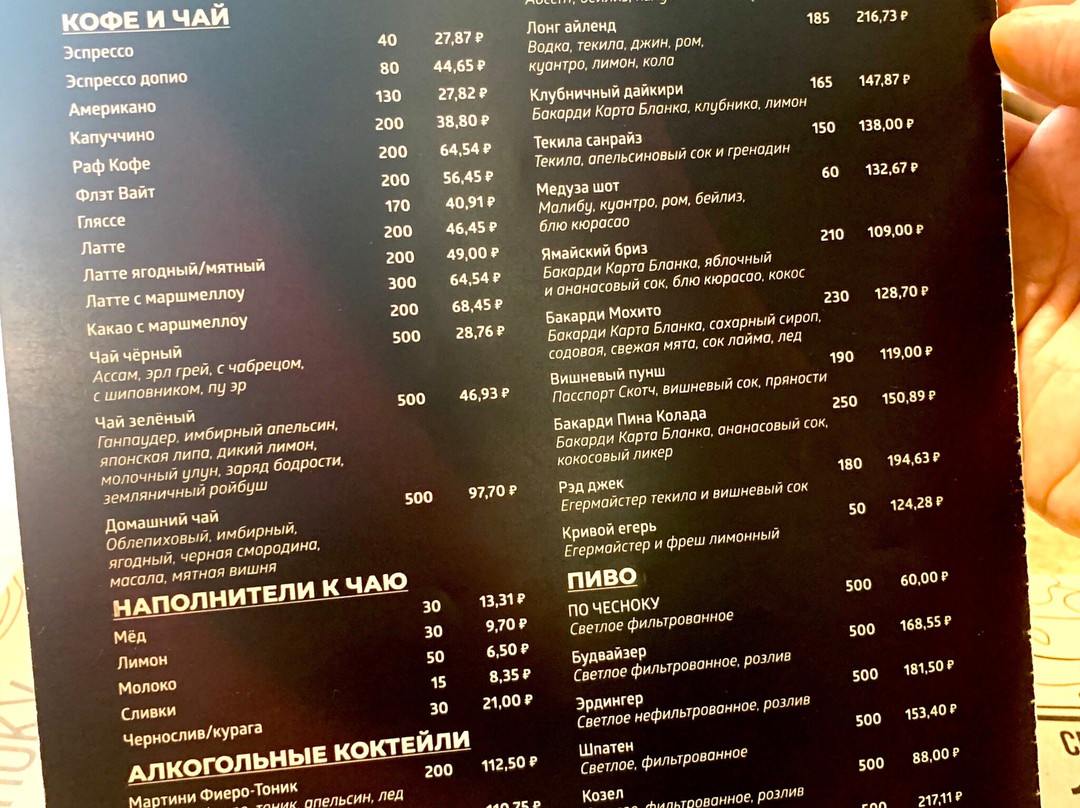 КОФЕ И ЧАЙ
Эспрессо 40 27,87 ₽
Эспрессо допио 80 44,65 ₽
Американо 130 27,82 ₽
Капуччино 200 38,80 ₽
Раф Кофе 200 64,54 ₽
Флэт Вайт 200 56,45 ₽
Гляссе 170 40,91 ₽
Латте 200 46,45 ₽
Латте ягодный/мятный 200 49,00 ₽
Латте с маршмеллоу 300 64,54 ₽
Какао с маршмеллоу 200 68,45 ₽
Чай чёрный 500 28,76 ₽
Ассам, эрл грей, с чабрецом,
с шиповником, пу эр
Чай зелёный 500 46,93 ₽
Ганпаудер, имбирный апельсин,
японская липа, дикий лимон,
молочный улун, заряд бодрости,
земляничный ройбуш
Домашний чай 500 97,70 ₽
Облепиховый, имбирный,
ягодный, черная смородина,
масала, мятная вишня
НАПОЛНИТЕЛИ К ЧАЮ
Мёд 30 13,31 ₽
Лимон 30 9,70 ₽
Молоко 50 6,50 ₽
Сливки 15 8,35 ₽
Чернослив/курага 30 21,00 ₽
АЛКОГОЛЬНЫЕ КОКТЕЙЛИ
Мартини Фиеро-Тоник 200 112,50 ₽
тоник, апельсин, лед
Лонг айленд 185 216,73 ₽
Водка, текила, джин, ром,
куантро, лимон, кола
Клубничный дайкири 165 147,87 ₽
Бакарди Карта Бланка, клубника, лимон
Текила санрайз 150 138,00 ₽
Текила, апельсиновый сок и гренадин
Медуза шот 60 132,67 ₽
Малибу, куантро, ром, бейлиз,
блю кюрасао
Ямайский бриз 210 109,00 ₽
Бакарди Карта Бланка, яблочный
и ананасовый сок, блю кюрасао, кокос
Бакарди Мохито 230 128,70 ₽
Бакарди Карта Бланка, сахарный сироп,
содовая, свежая мята, сок лайма, лед
Вишневый пунш 190 119,00 ₽
Пасспорт Скотч, вишневый сок, пряности
Бакарди Пина Колада 250 150,89 ₽
Бакарди Карта Бланка, ананасовый сок,
кокосовый ликер
Рэд джек 180 194,63 ₽
Егермайстер текила и вишневый сок
Кривой егерь 50 124,28 ₽
Егермайстер и фреш лимонный
ПИВО
ПО ЧЕСНОКУ 500 60,00 ₽
Светлое фильтрованное
Будвайзер 500 168,55 ₽
Светлое фильтрованное, розлив
Эрдингер 500 181,50 ₽
Светлое нефильтрованное, розлив
Шпатен 500 153,40 ₽
Светлое, фильтрованное
Козел 500 88,00 ₽
фильтрованное, розлив
217,11 ₽